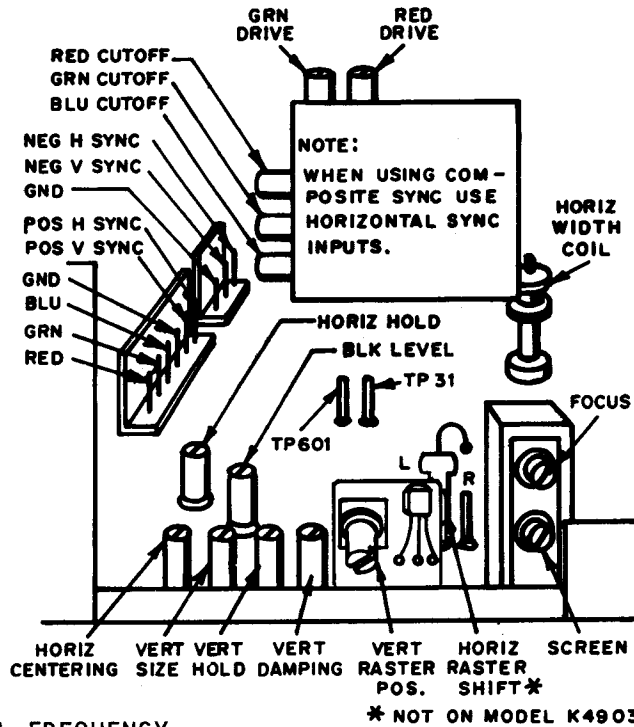 GRN
DRIVE
RED
DRIVE
RED CUTOFF
GRN CUTOFF
BLU CUTOFF
NEG H SYNC
NEG V SYNC
GND
POS H SYNC
POS V SYNC
GND
BLU
GRN
RED
NOTE:
WHEN USING COM-
POSITE SYNC USE
HORIZONTAL SYNC
INPUTS.
HORIZ
WIDTH
COIL
HORIZ HOLD
BLK LEVEL
TP601
TP 31
L
R
FOCUS
HORIZ
CENTERING
VERT
SIZE
VERT
HOLD
VERT
DAMPING
VERT
RASTER
POS.
HORIZ
RASTER
SHIFT*
SCREEN
* NOT ON MODEL K4903
FREQUENCY